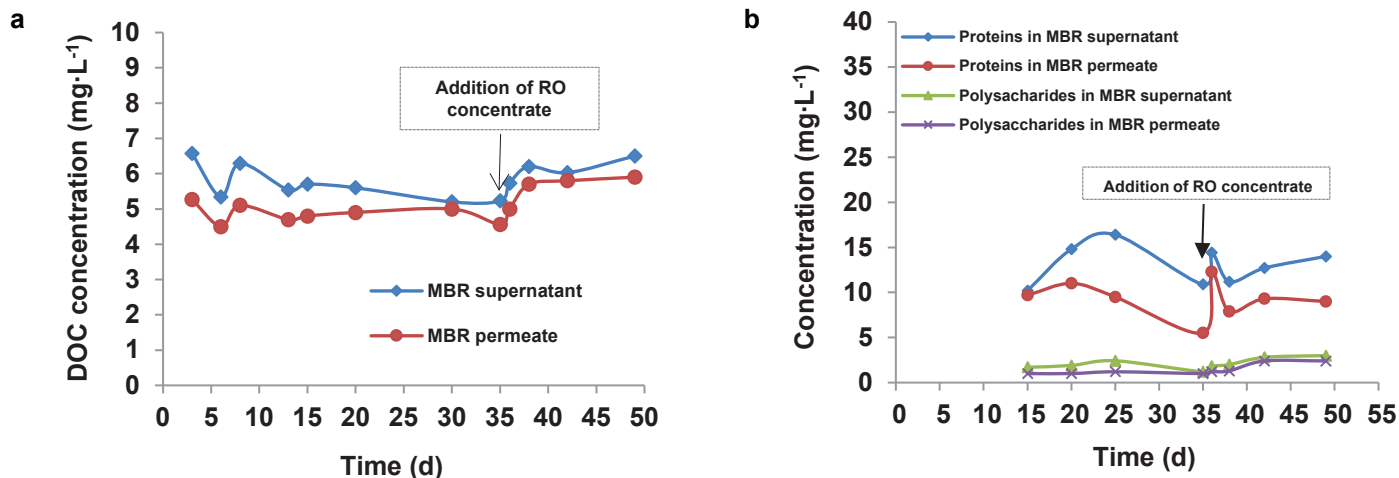 a
DOC concentration (mg·L-1)
10
9
8
7
6
5
4
3
2
1
0
Addition of RO
concentrate
MBR supernatant
MBR permeate
0 5 10 15 20 25 30 35 40 45 50
Time (d)
b
Concentration (mg·L-1)
40
35
30
25
20
15
10
5
0
Proteins in MBR supernatant
Proteins in MBR permeate
Polysacharides in MBR supernatant
Polysaccharides in MBR permeate
Addition of RO concentrate
0 5 10 15 20 25 30 35 40 45 50 55
Time (d)